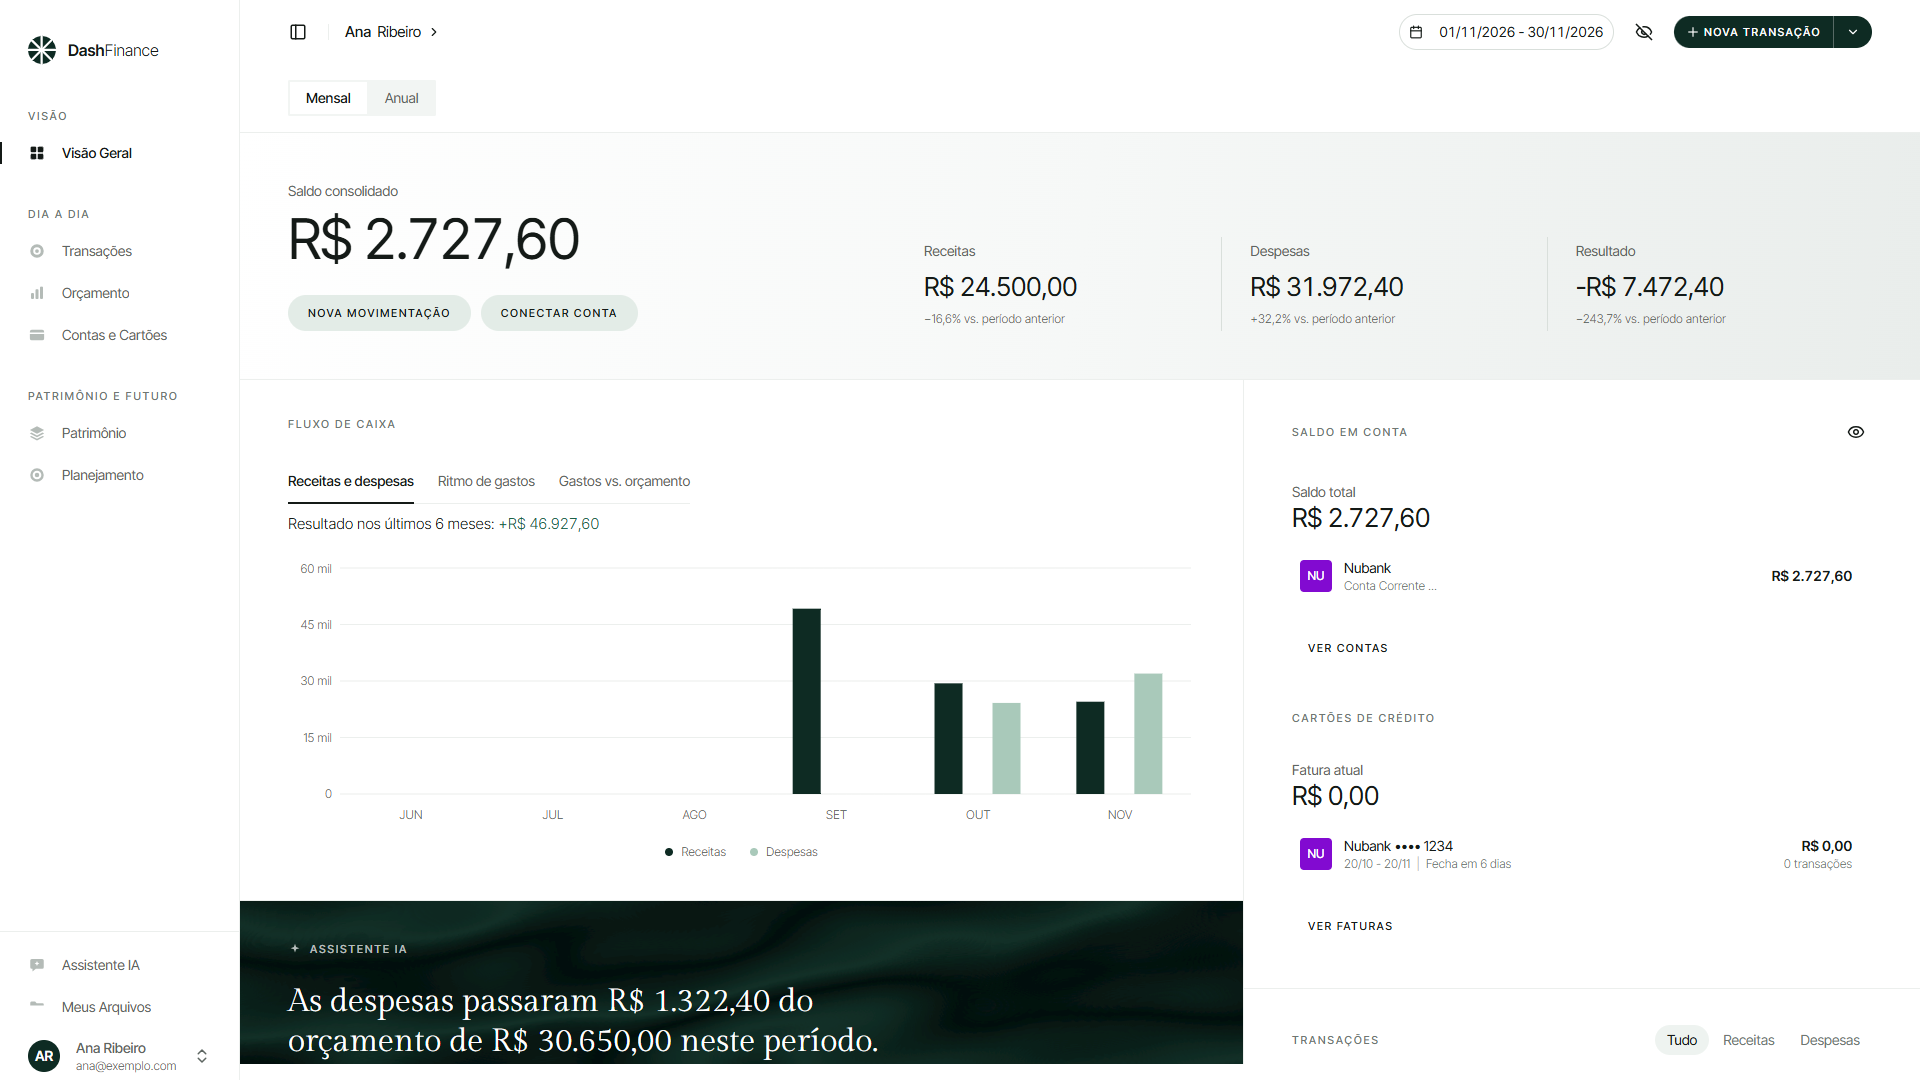 DashFinance
VISÃO
Visão Geral
DIA A DIA
Transações
Orçamento
Contas e Cartões
PATRIMÔNIO E FUTURO
Patrimônio
Planejamento
Assistente IA
Meus Arquivos
AR
Ana Ribeiro
ana@exemplo.com
Ana Ribeiro
01/11/2026 - 30/11/2026
NOVA TRANSAÇÃO
Mensal Anual
Saldo consolidado
R$ 2.727,60
NOVA MOVIMENTAÇÃO CONECTAR CONTA
Receitas
R$ 24.500,00
−16,6% vs. período anterior
Despesas
R$ 31.972,40
+32,2% vs. período anterior
Resultado
-R$ 7.472,40
−243,7% vs. período anterior
FLUXO DE CAIXA
Receitas e despesas Ritmo de gastos Gastos vs. orçamento
Resultado nos últimos 6 meses: +R$ 46.927,60
60 mil
45 mil
30 mil
15 mil
0
JUN JUL AGO SET OUT NOV
Receitas Despesas
ASSISTENTE IA
As despesas passaram R$ 1.322,40 do
orçamento de R$ 30.650,00 neste período.
SALDO EM CONTA
Saldo total
R$ 2.727,60
NU
Nubank
Conta Corrente ...
R$ 2.727,60
VER CONTAS
CARTÕES DE CRÉDITO
Fatura atual
R$ 0,00
NU
Nubank •••• 1234
20/10 - 20/11 | Fecha em 6 dias
R$ 0,00
0 transações
VER FATURAS
TRANSAÇÕES
Tudo Receitas Despesas